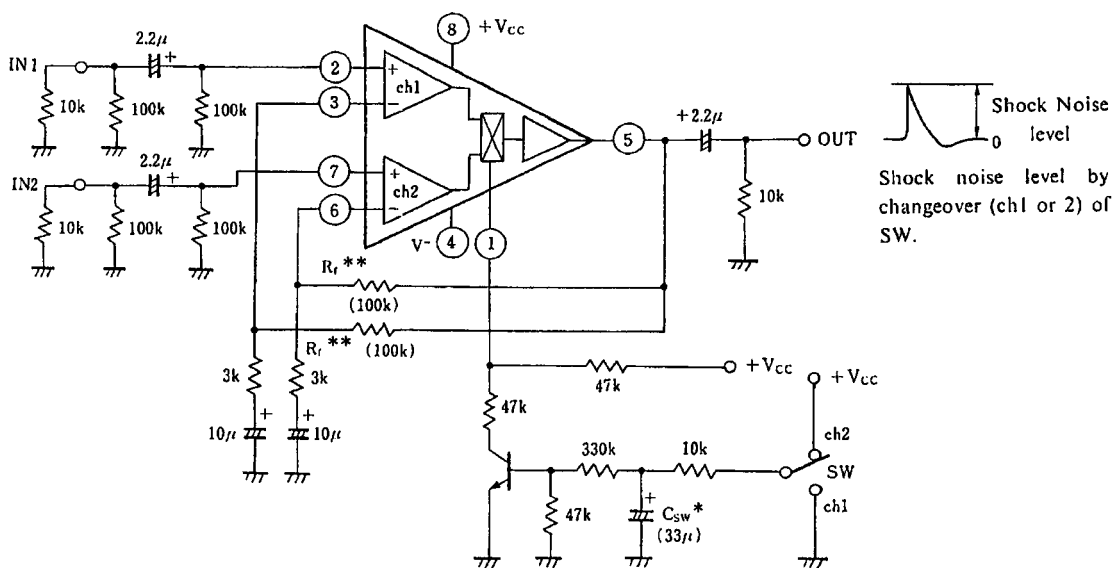 8 +Vcc
2.2μ +
IN1
2
+
ch1
10k
100k
100k
3
−
2.2μ +
IN2
7
+
ch2
10k
100k
100k
6
−
V⁻ 4
1
5
+2.2μ
OUT
10k
Shock Noise
level
0
Shock noise level by
changeover (ch1 or 2) of
SW.
Rf **
(100k)
Rf **
(100k)
3k
3k
+
10μ
+
10μ
47k
+Vcc
47k
330k
10k
47k
+
Csw*
(33μ)
+Vcc
ch2
SW
ch1